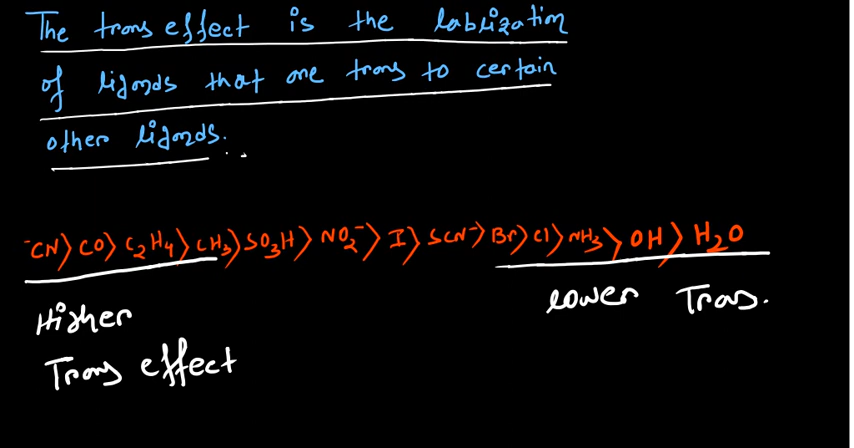 The trans effect is the lablization
of ligands that are trans to certain
other ligands.
⁻CN > CO > C₂H₄ > CH₃ > SO₃H > NO₂⁻ > I > SCN⁻ > Br > Cl > NH₃ > OH > H₂O
Higher
Trans effect
lower Trans.